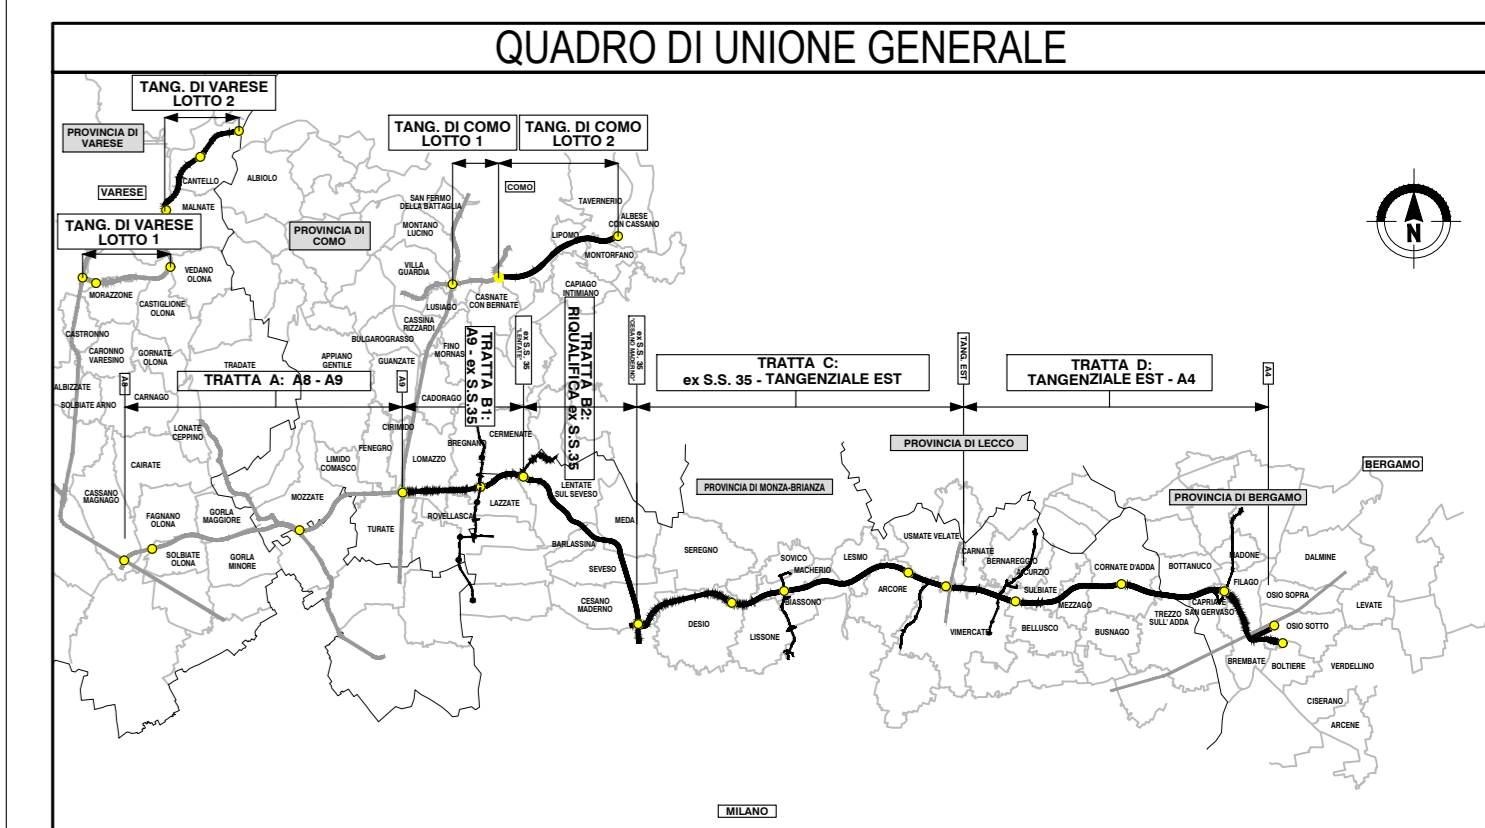 QUADRO DI UNIONE GENERALE
TANG. DI VARESE
LOTTO 2
PROVINCIA DI
VARESE
TANG. DI COMO
LOTTO 1
TANG. DI COMO
LOTTO 2
CANTELLO
ALBIOLO
VARESE
COMO
MALNATE
SAN FERMO
DELLA BATTAGLIA
TAVERNERIO
ALBESE
CON CASSANO
TANG. DI VARESE
LOTTO 1
PROVINCIA DI
COMO
MONTANO
LUCINO
LIPOMO
MONTORFANO
N
VEDANO
OLONA
VILLA
GUARDIA
MORAZZONE
CAPIAGO
INTIMIANO
CASTIGLIONE
OLONA
LUSIAGO
CASNATE
CON BERNATE
CASSINA
RIZZARDI
CASTRONNO
BULGAROGRASSO
FINO
MORNAS
CARONNO
VARESINO
GORNATE
OLONA
TRADATE
APPIANO
GENTILE
GUANZATE
TRATTA B1:
A9 - ex S.S.35
ex S.S. 35
"LENTATE"
TRATTA B2:
RIQUALIFICA ex S.S.35
ex S.S. 35
"CESANO MADERNO"
TRATTA C:
ex S.S. 35 - TANGENZIALE EST
TANG. EST
TRATTA D:
TANGENZIALE EST - A4
A4
ALBIZZATE
A8
TRATTA A: A8 - A9
A9
SOLBIATE ARNO
CARNAGO
CADORAGO
LONATE
CEPPINO
CIRIMIDO
FENEGRO
BREGNANO
CERMENATE
PROVINCIA DI LECCO
CAIRATE
LIMIDO
COMASCO
LOMAZZO
BERGAMO
CASSANO
MAGNAGO
MOZZATE
LENTATE
SUL SEVESO
PROVINCIA DI MONZA-BRIANZA
PROVINCIA DI BERGAMO
FAGNANO
OLONA
GORLA
MAGGIORE
TURATE
ROVELLASCA
LAZZATE
MEDA
SOLBIATE
OLONA
GORLA
MINORE
BARLASSINA
SEVESO
SEREGNO
SOVICO
MACHERIO
LESMO
USMATE VELATE
CARNATE
BERNAREGGIO
AICURZIO
CORNATE D'ADDA
BOTTANUCO
MADONE
DALMINE
CESANO
MADERNO
BIASSONO
ARCORE
SULBIATE
MEZZAGO
FILAGO
OSIO SOPRA
CAPRIATE
SAN GERVASO
LEVATE
DESIO
LISSONE
VIMERCATE
BELLUSCO
BUSNAGO
TREZZO
SULL' ADDA
OSIO SOTTO
BREMBATE
BOLTIERE
VERDELLINO
CISERANO
ARCENE
MILANO